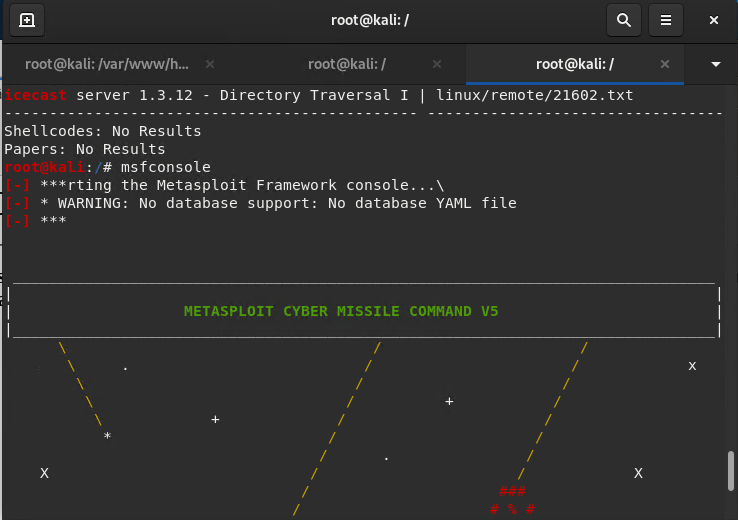 root@kali: /
root@kali: /var/www/h... × root@kali: / × root@kali: / ×
icecast server 1.3.12 - Directory Traversal I | linux/remote/21602.txt
---------------------------------------------- ---------------------------------
Shellcodes: No Results
Papers: No Results
root@kali:/# msfconsole
[-] ***rting the Metasploit Framework console...\
[-] * WARNING: No database support: No database YAML file
[-] ***
METASPLOIT CYBER MISSILE COMMAND V5
\ / /
\ . / / x
\ / /
\ / + /
\ + / /
* / /
/ . /
X / / X
/ ###
/ # % #